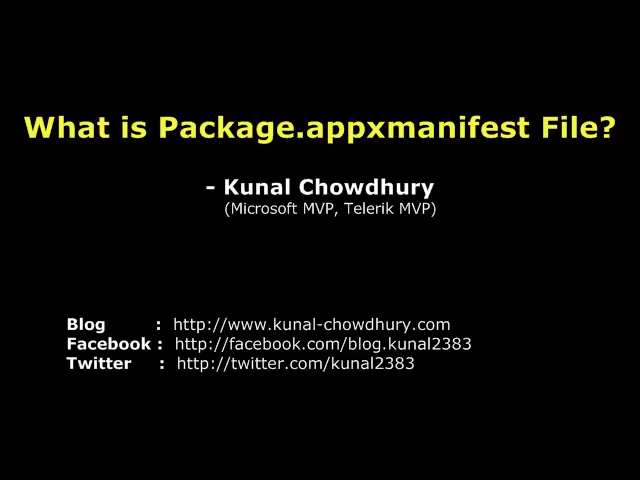 What is Package.appxmanifest File?
- Kunal Chowdhury
(Microsoft MVP, Telerik MVP)
Blog : http://www.kunal-chowdhury.com
Facebook : http://facebook.com/blog.kunal2383
Twitter : http://twitter.com/kunal2383